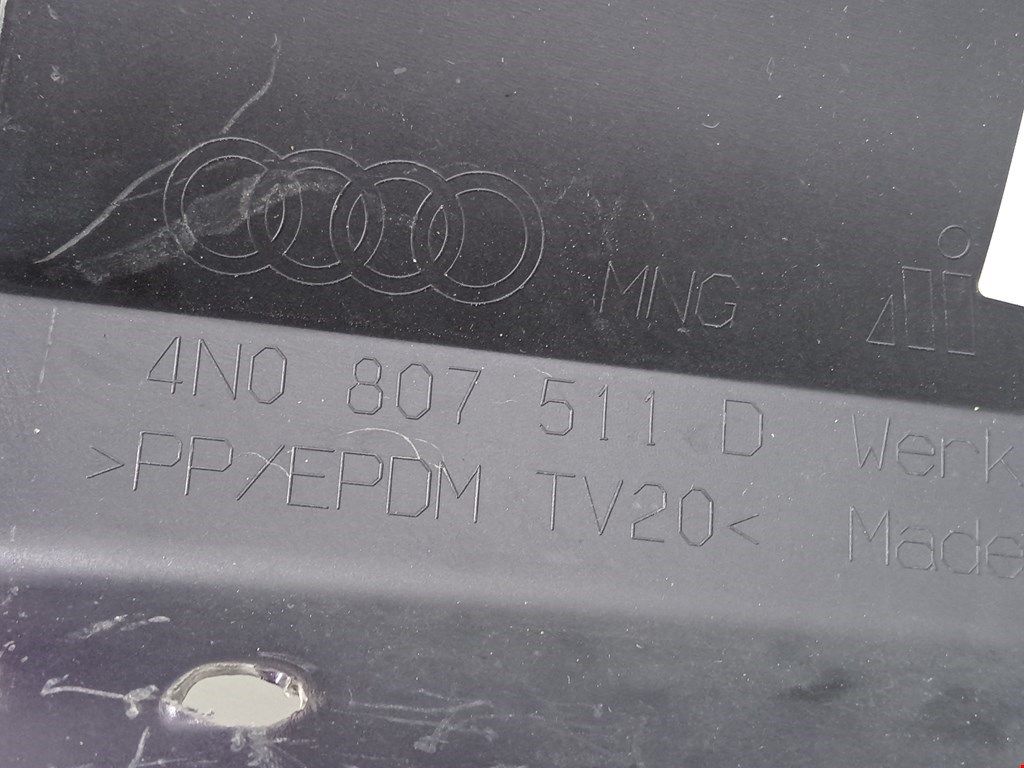 MNG
4N0 807 511 D Werk
>PP/EPDM TV20< Made